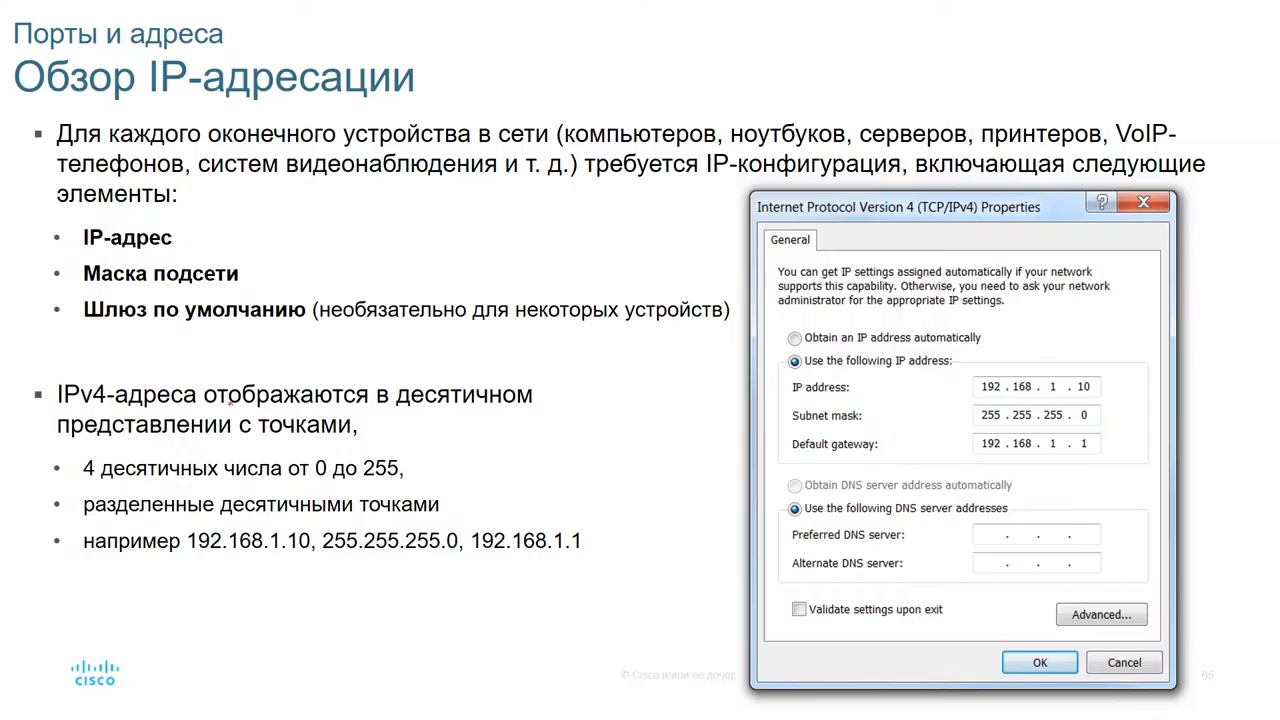 Порты и адреса
Обзор IP-адресации
▪ Для каждого оконечного устройства в сети (компьютеров, ноутбуков, серверов, принтеров, VoIP-
телефонов, систем видеонаблюдения и т. д.) требуется IP-конфигурация, включающая следующие
элементы:
• IP-адрес
• Маска подсети
• Шлюз по умолчанию (необязательно для некоторых устройств)
▪ IPv4-адреса отображаются в десятичном
представлении с точками,
• 4 десятичных числа от 0 до 255,
• разделенные десятичными точками
• например 192.168.1.10, 255.255.255.0, 192.168.1.1
Internet Protocol Version 4 (TCP/IPv4) Properties
General
You can get IP settings assigned automatically if your network
supports this capability. Otherwise, you need to ask your network
administrator for the appropriate IP settings.
Obtain an IP address automatically
Use the following IP address:
IP address: 192 . 168 . 1 . 10
Subnet mask: 255 . 255 . 255 . 0
Default gateway: 192 . 168 . 1 . 1
Obtain DNS server address automatically
Use the following DNS server addresses
Preferred DNS server: . . .
Alternate DNS server: . . .
Validate settings upon exit
Advanced...
OK Cancel
CISCO
© Cisco и/или ее дочер
65